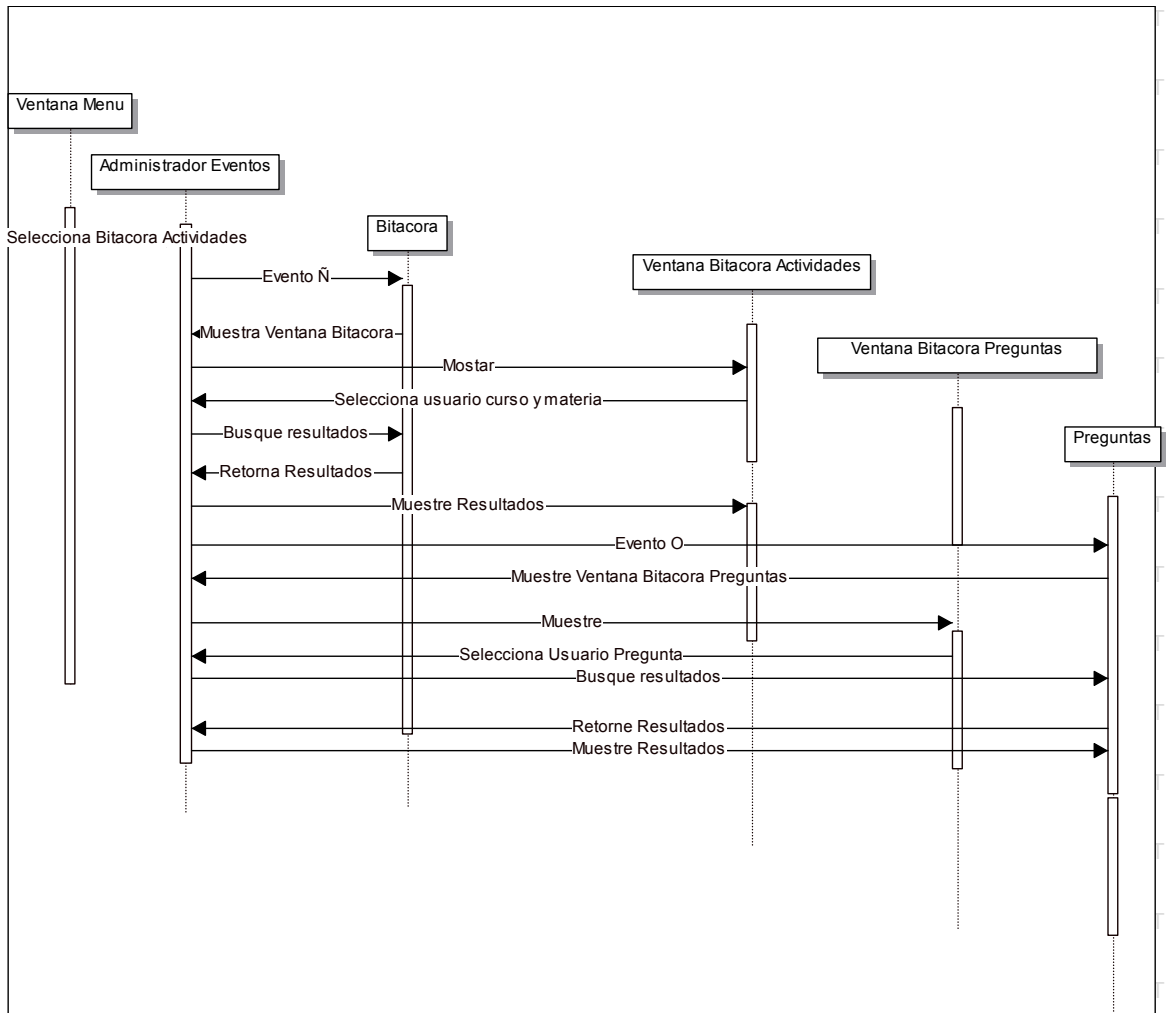 Ventana Menu
Administrador Eventos
Bitacora
Selecciona Bitacora Actividades
Ventana Bitacora Actividades
Evento Ñ
Muestra Ventana Bitacora
Ventana Bitacora Preguntas
Mostar
Selecciona usuario curso y materia
Busque resultados
Preguntas
Retorna Resultados
Muestre Resultados
Evento O
Muestre Ventana Bitacora Preguntas
Muestre
Selecciona Usuario Pregunta
Busque resultados
Retorne Resultados
Muestre Resultados